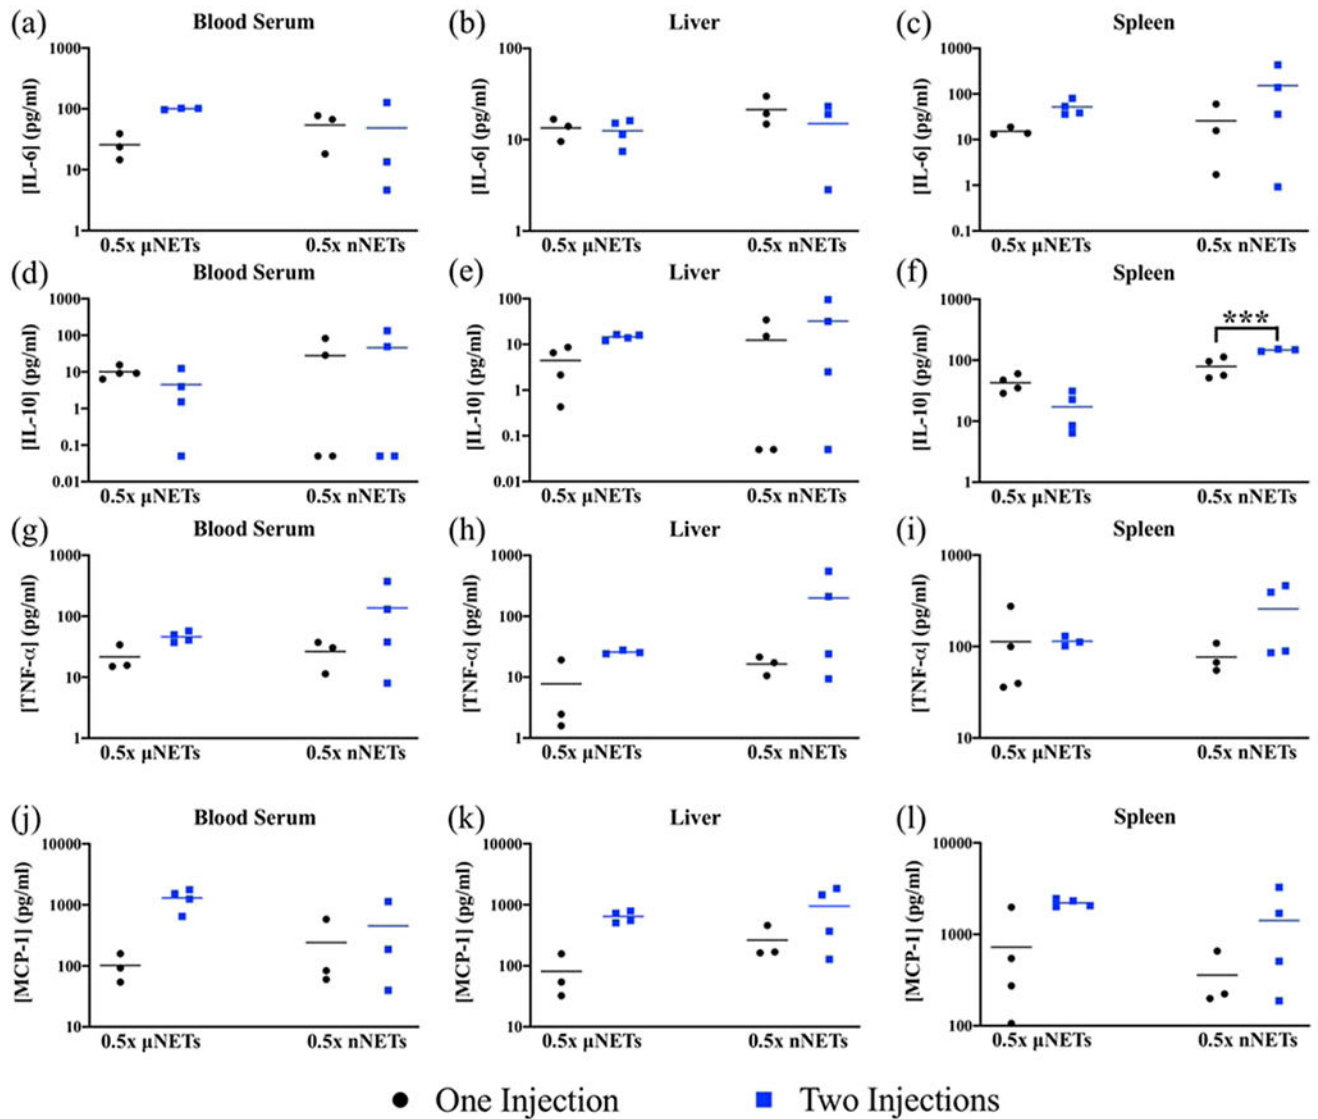 (a) Blood Serum
[IL-6] (pg/ml)
1000
100
10
1
0.5x μNETs 0.5x nNETs
(b) Liver
[IL-6] (pg/ml)
100
10
1
0.5x μNETs 0.5x nNETs
(c) Spleen
[IL-6] (pg/ml)
1000
100
10
1
0.1
0.5x μNETs 0.5x nNETs
(d) Blood Serum
[IL-10] (pg/ml)
1000
100
10
1
0.1
0.01
0.5x μNETs 0.5x nNETs
(e) Liver
[IL-10] (pg/ml)
100
10
1
0.1
0.01
0.5x μNETs 0.5x nNETs
(f) Spleen
[IL-10] (pg/ml)
1000
100
10
1
***
0.5x μNETs 0.5x nNETs
(g) Blood Serum
[TNF-α] (pg/ml)
1000
100
10
1
0.5x μNETs 0.5x nNETs
(h) Liver
[TNF-α] (pg/ml)
1000
100
10
1
0.5x μNETs 0.5x nNETs
(i) Spleen
[TNF-α] (pg/ml)
1000
100
10
0.5x μNETs 0.5x nNETs
(j) Blood Serum
[MCP-1] (pg/ml)
10000
1000
100
10
0.5x μNETs 0.5x nNETs
(k) Liver
[MCP-1] (pg/ml)
10000
1000
100
10
0.5x μNETs 0.5x nNETs
(l) Spleen
[MCP-1] (pg/ml)
10000
1000
100
0.5x μNETs 0.5x nNETs
One Injection Two Injections